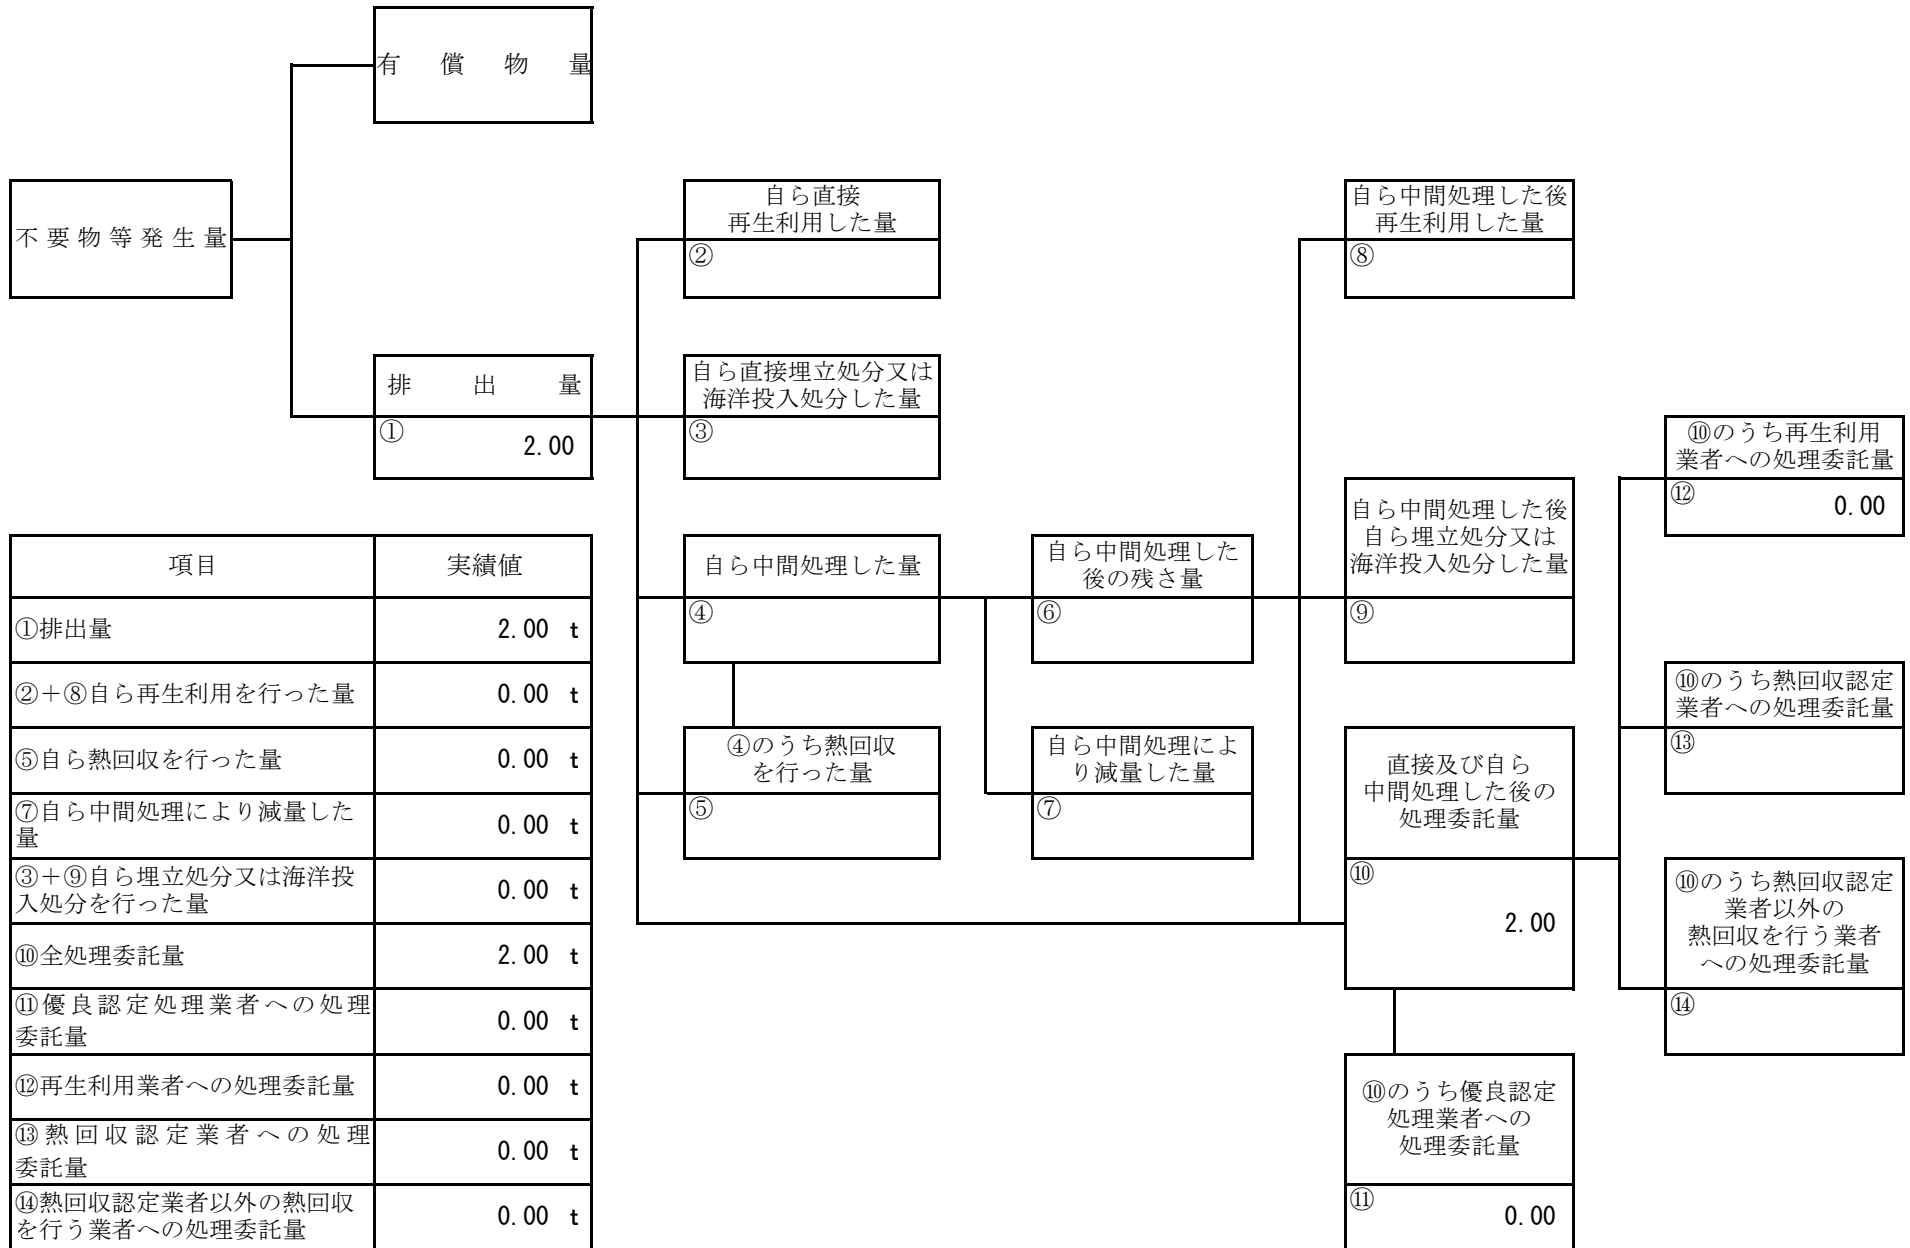 有償物量
不要物等発生量
排出量
①
2.00
自ら直接
再生利用した量
②
自ら直接埋立処分又は
海洋投入処分した量
③
自ら中間処理した量
④
④のうち熱回収
を行った量
⑤
自ら中間処理した
後の残さ量
⑥
自ら中間処理によ
り減量した量
⑦
自ら中間処理した後
再生利用した量
⑧
自ら中間処理した後
自ら埋立処分又は
海洋投入処分した量
⑨
直接及び自ら
中間処理した後の
処理委託量
⑩
2.00
⑩のうち優良認定
処理業者への
処理委託量
⑪
0.00
⑩のうち再生利用
業者への処理委託量
⑫
0.00
⑩のうち熱回収認定
業者への処理委託量
⑬
⑩のうち熱回収認定
業者以外の
熱回収を行う業者
への処理委託量
⑭
項目 実績値
①排出量 2.00 t
②+⑧自ら再生利用を行った量 0.00 t
⑤自ら熱回収を行った量 0.00 t
⑦自ら中間処理により減量した
量 0.00 t
③+⑨自ら埋立処分又は海洋投
入処分を行った量 0.00 t
⑩全処理委託量 2.00 t
⑪優良認定処理業者への処理
委託量 0.00 t
⑫再生利用業者への処理委託量 0.00 t
⑬熱回収認定業者への処理
委託量 0.00 t
⑭熱回収認定業者以外の熱回収
を行う業者への処理委託量 0.00 t